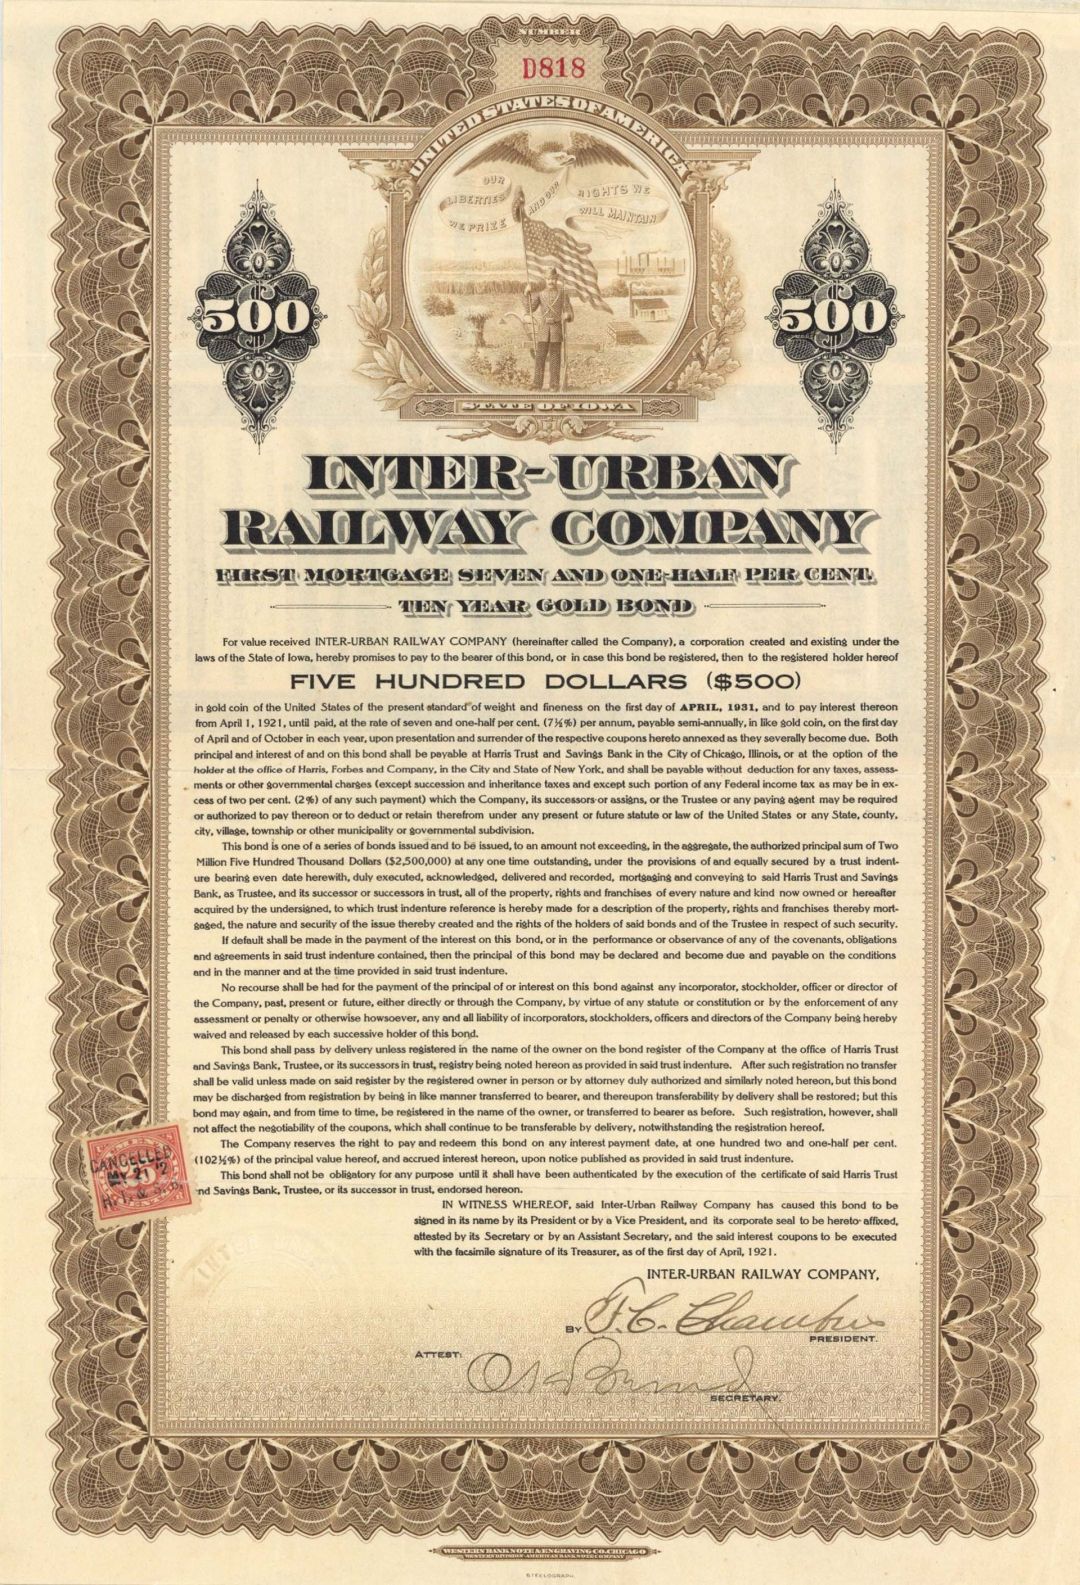 NUMBER
D818
UNITED STATES OF AMERICA
OUR LIBERTIES WE PRIZE AND OUR RIGHTS WE WILL MAINTAIN
$500 $500
STATE OF IOWA
INTER-URBAN
RAILWAY COMPANY
FIRST MORTGAGE SEVEN AND ONE-HALF PER CENT.
TEN YEAR GOLD BOND
For value received INTER-URBAN RAILWAY COMPANY (hereinafter called the Company), a corporation created and existing under the
laws of the State of Iowa, hereby promises to pay to the bearer of this bond, or in case this bond be registered, then to the registered holder hereof
FIVE HUNDRED DOLLARS ($500)
in gold coin of the United States of the present standard of weight and fineness on the first day of APRIL, 1931, and to pay interest thereon
from April 1, 1921, until paid, at the rate of seven and one-half per cent. (7½%) per annum, payable semi-annually, in like gold coin, on the first day
of April and of October in each year, upon presentation and surrender of the respective coupons hereto annexed as they severally become due. Both
principal and interest of and on this bond shall be payable at Harris Trust and Savings Bank in the City of Chicago, Illinois, or at the option of the
holder at the office of Harris, Forbes and Company, in the City and State of New York, and shall be payable without deduction for any taxes, assess-
ments or other governmental charges (except succession and inheritance taxes and except such portion of any Federal income tax as may be in ex-
cess of two per cent. (2%) of any such payment) which the Company, its successors or assigns, or the Trustee or any paying agent may be required
or authorized to pay thereon or to deduct or retain therefrom under any present or future statute or law of the United States or any State, county,
city, village, township or other municipality or governmental subdivision.
This bond is one of a series of bonds issued and to be issued, to an amount not exceeding, in the aggregate, the authorized principal sum of Two
Million Five Hundred Thousand Dollars ($2,500,000) at any one time outstanding, under the provisions of and equally secured by a trust indent-
ure bearing even date herewith, duly executed, acknowledged, delivered and recorded, mortgaging and conveying to said Harris Trust and Savings
Bank, as Trustee, and its successor or successors in trust, all of the property, rights and franchises of every nature and kind now owned or hereafter
acquired by the undersigned, to which trust indenture reference is hereby made for a description of the property, rights and franchises thereby mort-
gaged, the nature and security of the issue thereby created and the rights of the holders of said bonds and of the Trustee in respect of such security.
If default shall be made in the payment of the interest on this bond, or in the performance or observance of any of the covenants, obligations
and agreements in said trust indenture contained, then the principal of this bond may be declared and become due and payable on the conditions
and in the manner and at the time provided in said trust indenture.
No recourse shall be had for the payment of the principal of or interest on this bond against any incorporator, stockholder, officer or director of
the Company, past, present or future, either directly or through the Company, by virtue of any statute or constitution or by the enforcement of any
assessment or penalty or otherwise howsoever, any and all liability of incorporators, stockholders, officers and directors of the Company being hereby
waived and released by each successive holder of this bond.
This bond shall pass by delivery unless registered in the name of the owner on the bond register of the Company at the office of Harris Trust
and Savings Bank, Trustee, or its successors in trust, registry being noted hereon as provided in said trust indenture. After such registration no transfer
shall be valid unless made on said register by the registered owner in person or by attorney duly authorized and similarly noted hereon, but this bond
may be discharged from registration by being in like manner transferred to bearer, and thereupon transferability by delivery shall be restored; but this
bond may again, and from time to time, be registered in the name of the owner, or transferred to bearer as before. Such registration, however, shall
not affect the negotiability of the coupons, which shall continue to be transferable by delivery, notwithstanding the registration hereof.
The Company reserves the right to pay and redeem this bond on any interest payment date, at one hundred two and one-half per cent.
(102½%) of the principal value hereof, and accrued interest hereon, upon notice published as provided in said trust indenture.
This bond shall not be obligatory for any purpose until it shall have been authenticated by the execution of the certificate of said Harris Trust
nd Savings Bank, Trustee, or its successor in trust, endorsed hereon.
CANCELLED
IN WITNESS WHEREOF, said Inter-Urban Railway Company has caused this bond to be
signed in its name by its President or by a Vice President, and its corporate seal to be hereto affixed,
attested by its Secretary or by an Assistant Secretary, and the said interest coupons to be executed
with the facsimile signature of its Treasurer, as of the first day of April, 1921.
INTER-URBAN RAILWAY COMPANY,
BY F. C. Chambers
PRESIDENT.
ATTEST:
SECRETARY.
WESTERN BANK NOTE & ENGRAVING CO. CHICAGO
WESTERN DIVISION - AMERICAN BANK NOTE COMPANY
STEELOGRAPH